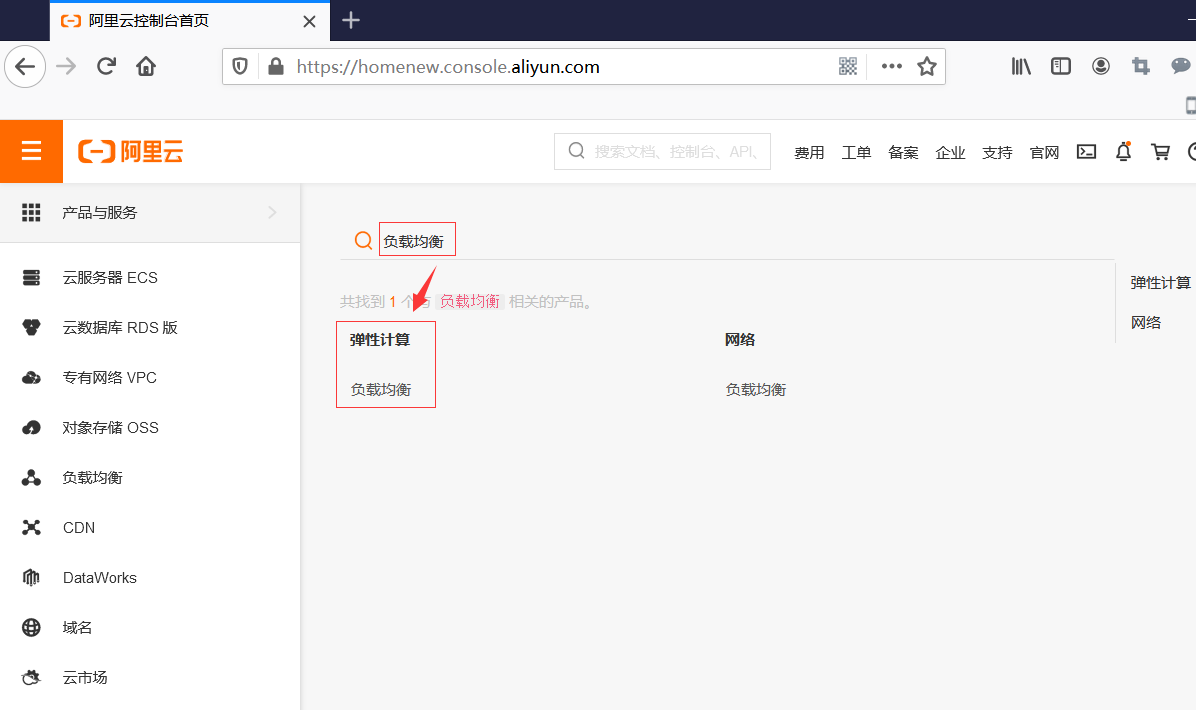 阿里云控制台首页
https://homenew.console.aliyun.com
阿里云
搜索文档、控制台、API、
费用 工单 备案 企业 支持 官网
产品与服务
云服务器 ECS
云数据库 RDS 版
专有网络 VPC
对象存储 OSS
负载均衡
CDN
DataWorks
域名
云市场
负载均衡
共找到 1 个与 负载均衡 相关的产品。
弹性计算
负载均衡
网络
负载均衡
弹性计算
网络